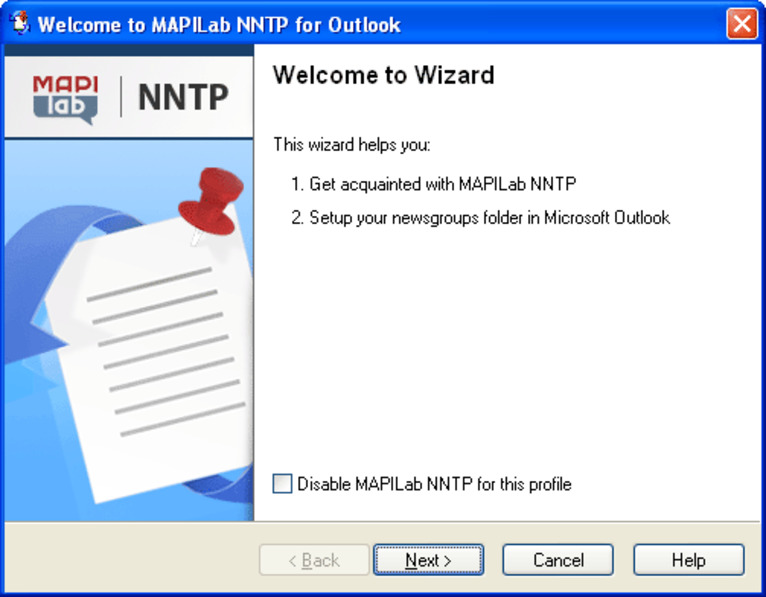 Welcome to MAPILab NNTP for Outlook
MAPI
lab
NNTP
Welcome to Wizard
This wizard helps you:
1. Get acquainted with MAPILab NNTP
2. Setup your newsgroups folder in Microsoft Outlook
Disable MAPILab NNTP for this profile
< Back
Next >
Cancel
Help